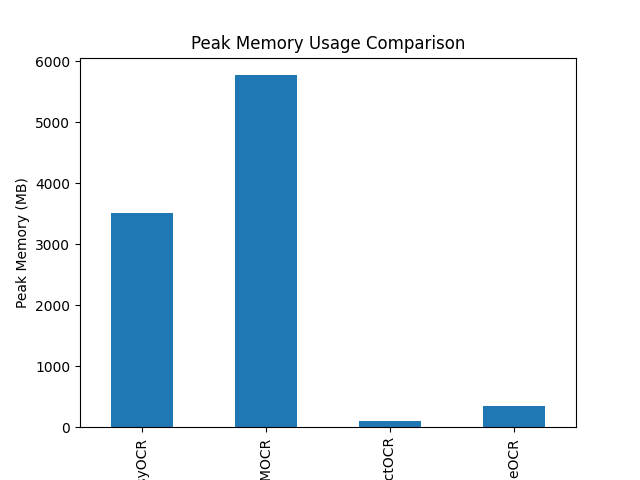 Peak Memory Usage Comparison
6000
5000
4000
3000
2000
1000
0
Peak Memory (MB)
yOCR
MOCR
ctOCR
eOCR